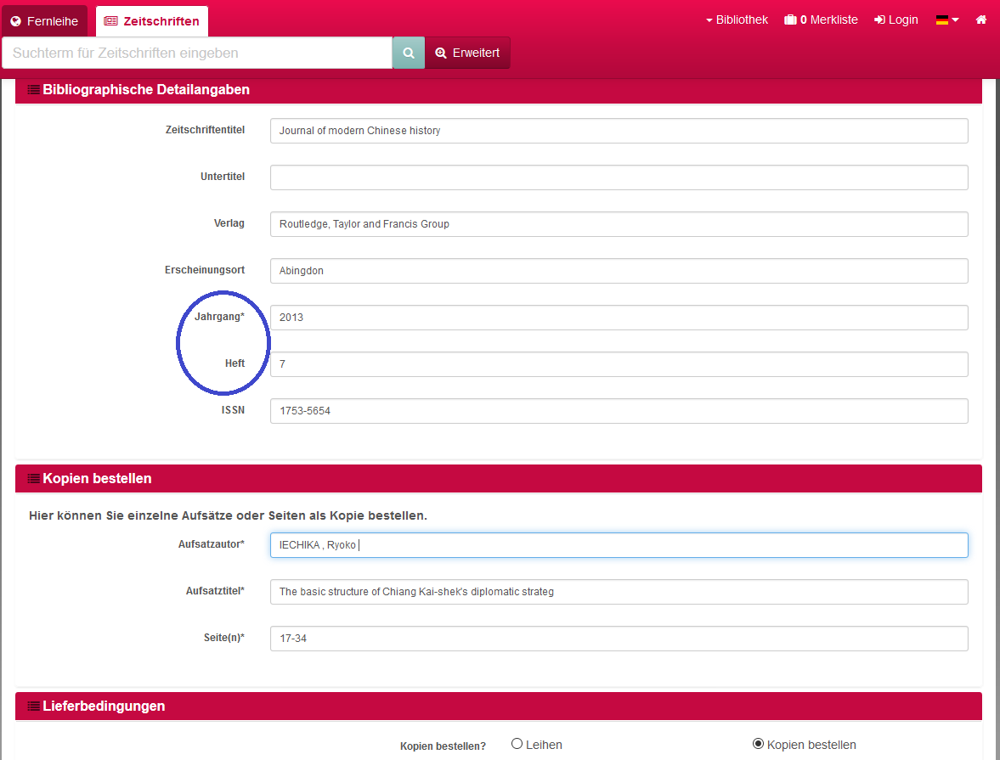 Fernleihe Zeitschriften Bibliothek 0 Merkliste Login
Suchterm für Zeitschriften eingeben Erweitert
Bibliographische Detailangaben
Zeitschriftentitel Journal of modern Chinese history
Untertitel
Verlag Routledge, Taylor and Francis Group
Erscheinungsort Abingdon
Jahrgang* 2013
Heft 7
ISSN 1753-5654
Kopien bestellen
Hier können Sie einzelne Aufsätze oder Seiten als Kopie bestellen.
Aufsatzautor* IECHIKA , Ryoko
Aufsatztitel* The basic structure of Chiang Kai-shek's diplomatic strateg
Seite(n)* 17-34
Lieferbedingungen
Kopien bestellen? Leihen Kopien bestellen